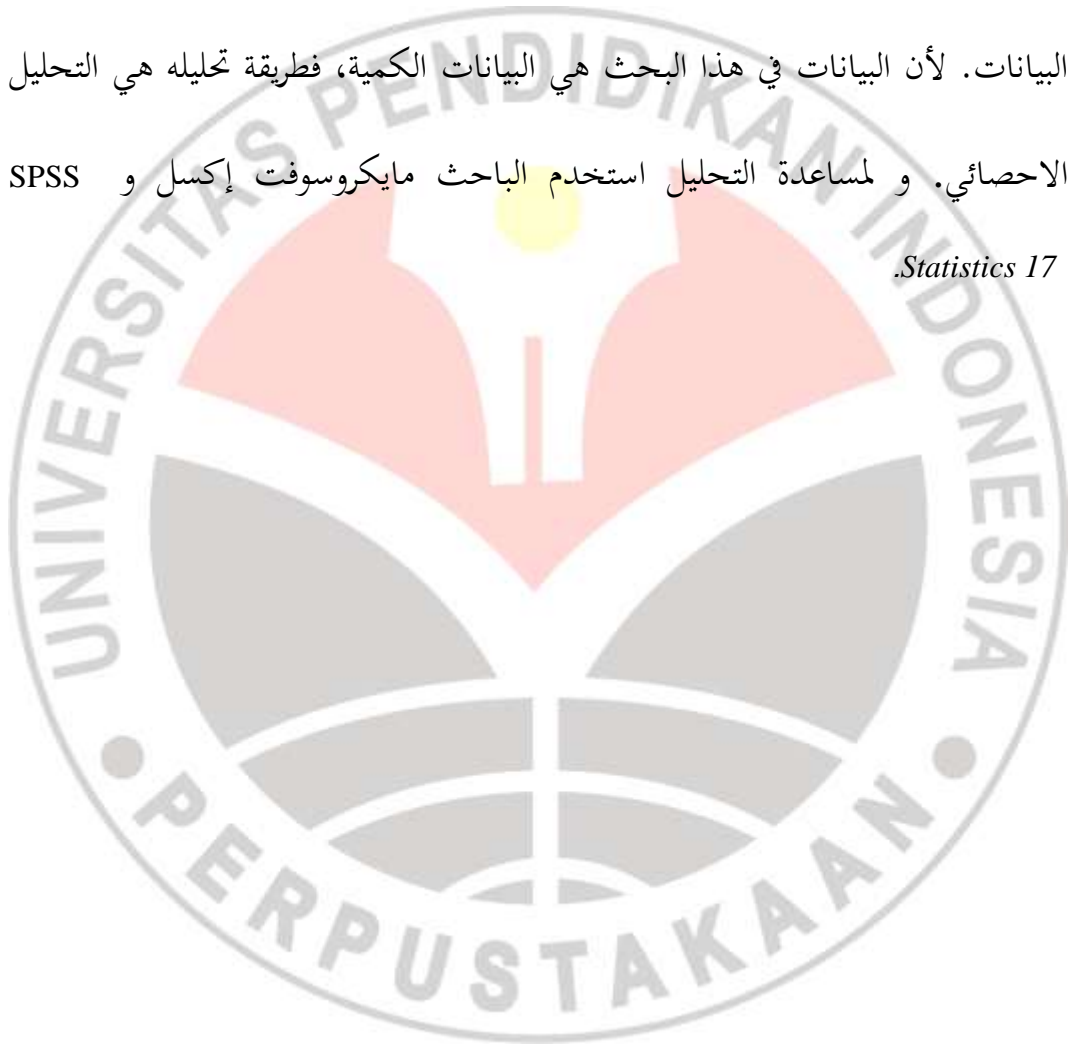 البيانات. لأن البيانات في هذا البحث هي البيانات الكمية، فطريقة تحليله هي التحليل
الاحصائي. و لمساعدة التحليل استخدم الباحث مايكروسوفت إكسل و SPSS
Statistics 17.
UNIVERSITAS PENDIDIKAN INDONESIA
PERPUSTAKAAN